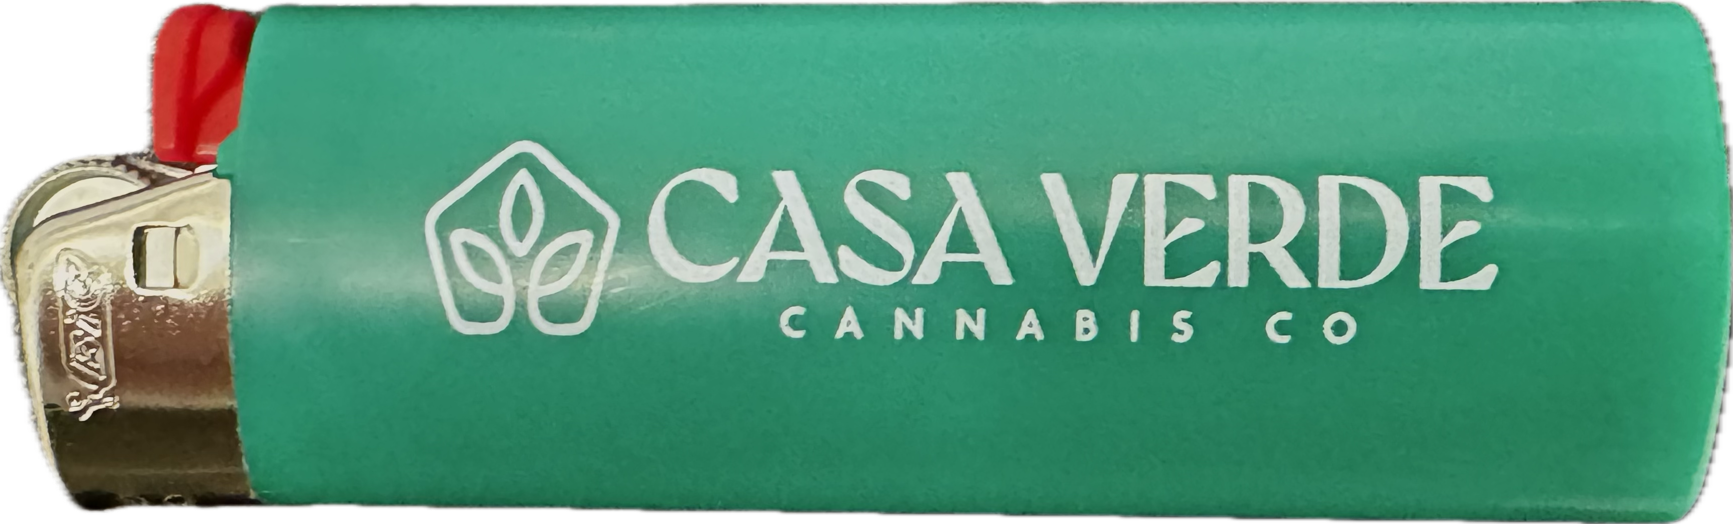 CASA VERDE
CANNABIS CO